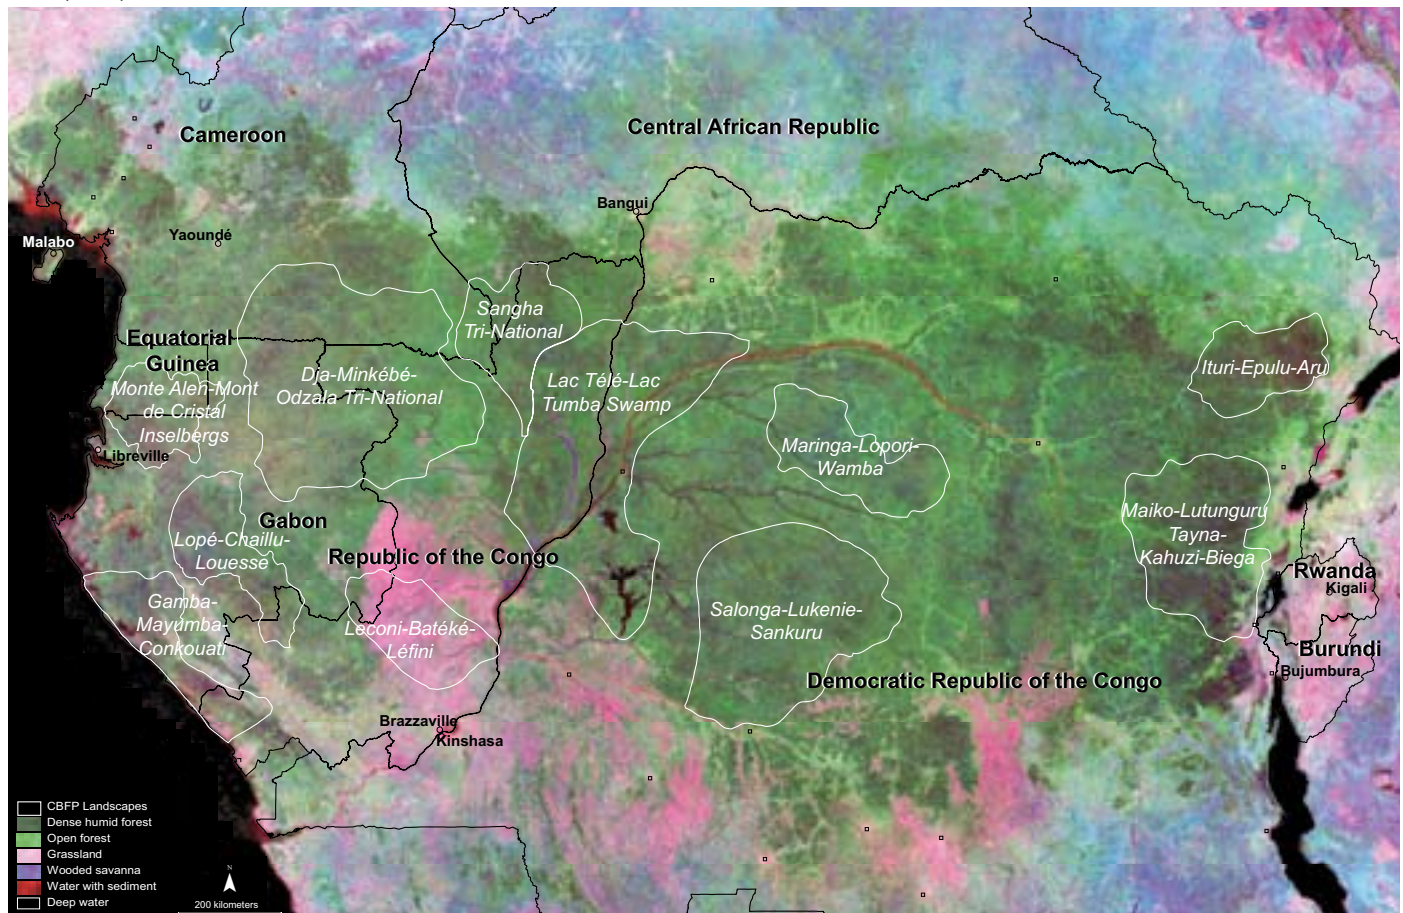 Cameroon
Central African Republic
Bangui
Yaoundé
Malabo
Sangha
Tri-National
Equatorial
Guinea
Monte Alen-Mont
de Cristal
Inselbergs
Dja-Minkébé-
Odzala Tri-National
Lac Télé-Lac
Tumba Swamp
Ituri-Epulu-Aru
Maringa-Lopori-
Wamba
Libreville
Gabon
Lopé-Chaillu-
Louesse
Republic of the Congo
Maiko-Lutunguru
Tayna-
Kahuzi-Biega
Rwanda
Kigali
Gamba-
Mayumba-
Conkouati
Leconi-Batéké-
Léfini
Salonga-Lukenie-
Sankuru
Burundi
Bujumbura
Democratic Republic of the Congo
Brazzaville
Kinshasa
CBFP Landscapes
Dense humid forest
Open forest
Grassland
Wooded savanna
Water with sediment
Deep water
N
200 kilometers